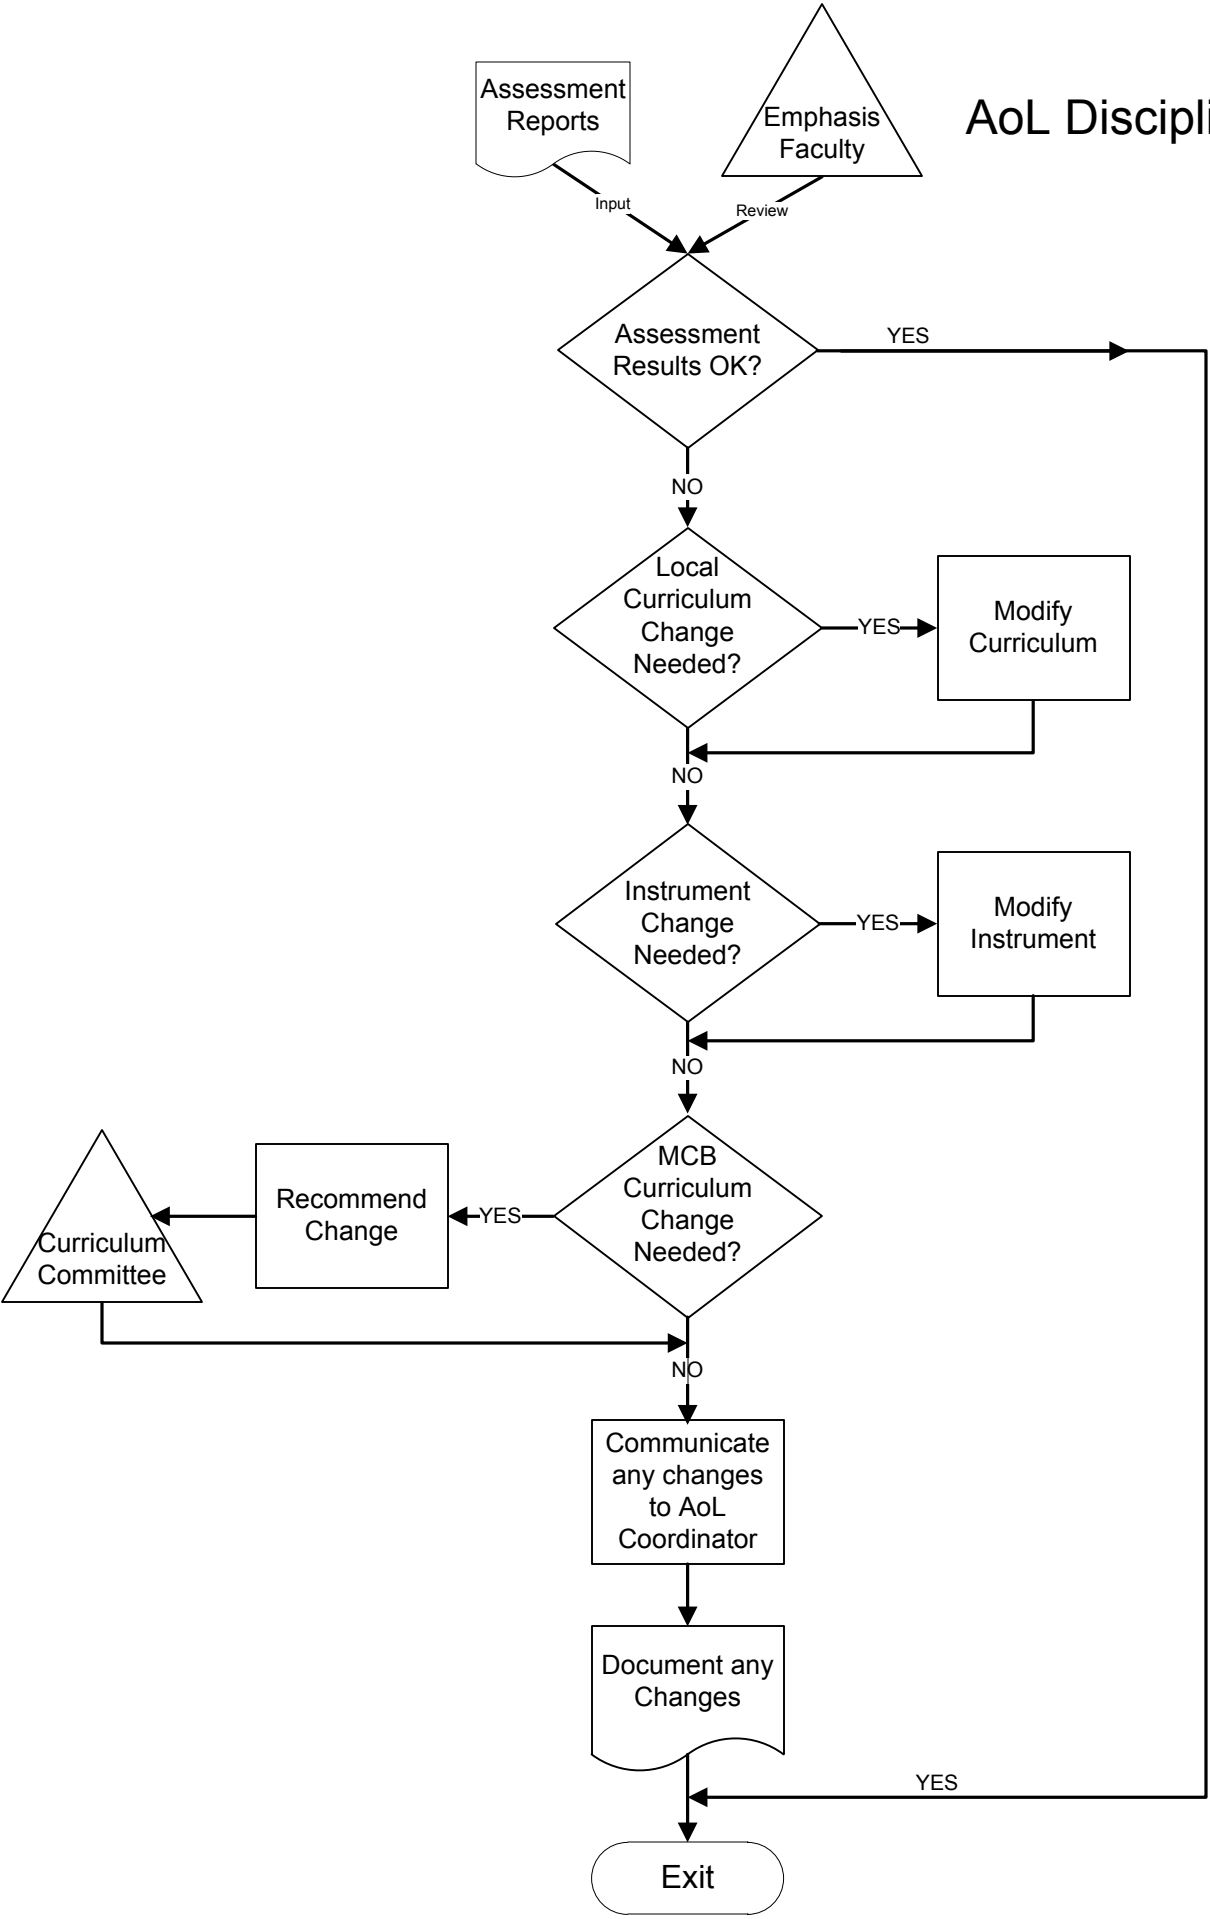 Assessment
Reports
Emphasis
Faculty
AoL Discipli
Input
Review
Assessment
Results OK?
YES
NO
Local
Curriculum
Change
Needed?
YES
Modify
Curriculum
NO
Instrument
Change
Needed?
YES
Modify
Instrument
NO
MCB
Curriculum
Change
Needed?
YES
Recommend
Change
Curriculum
Committee
NO
Communicate
any changes
to AoL
Coordinator
Document any
Changes
YES
Exit